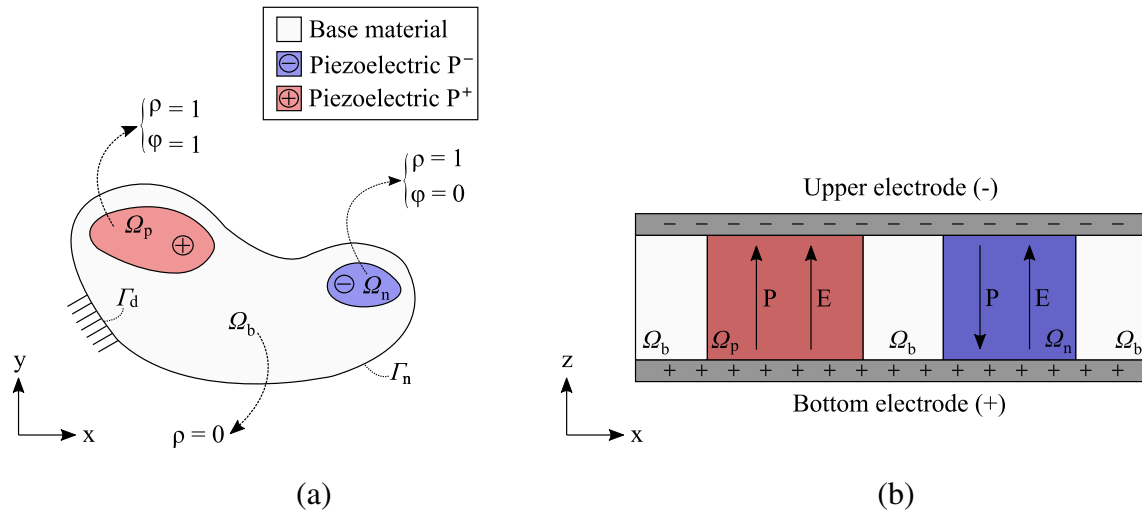 Base material
⊖ Piezoelectric P⁻
⊕ Piezoelectric P⁺
ρ = 1
φ = 1
ρ = 1
φ = 0
Ωp
⊕
⊖ Ωn
Γd
Ωb
Γn
ρ = 0
y
x
(a)
Upper electrode (-)
− − − − − − − − − − − −
P E P E
Ωb Ωp Ωb Ωn Ωb
+ + + + + + + + + + + +
Bottom electrode (+)
z
x
(b)